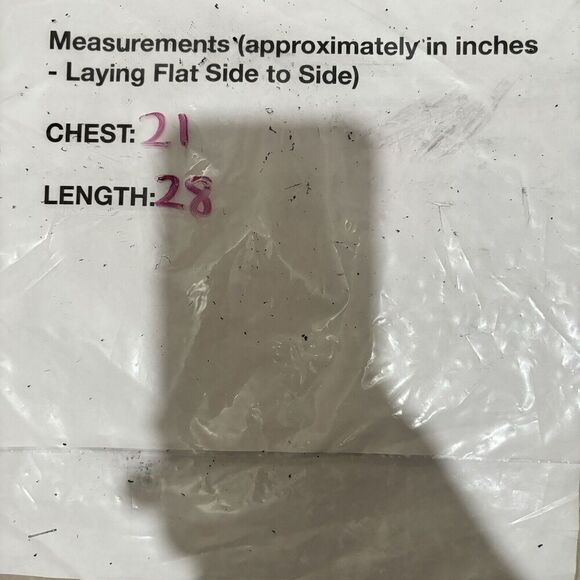 Measurements (approximately in inches
- Laying Flat Side to Side)
CHEST: 21
LENGTH: 28